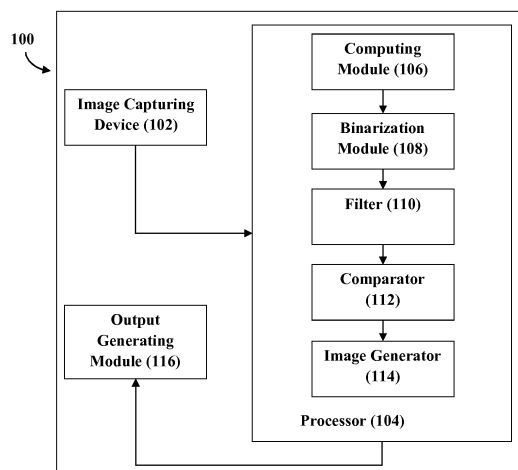 100
Image Capturing
Device (102)
Computing
Module (106)
Binarization
Module (108)
Filter (110)
Comparator
(112)
Image Generator
(114)
Processor (104)
Output
Generating
Module (116)